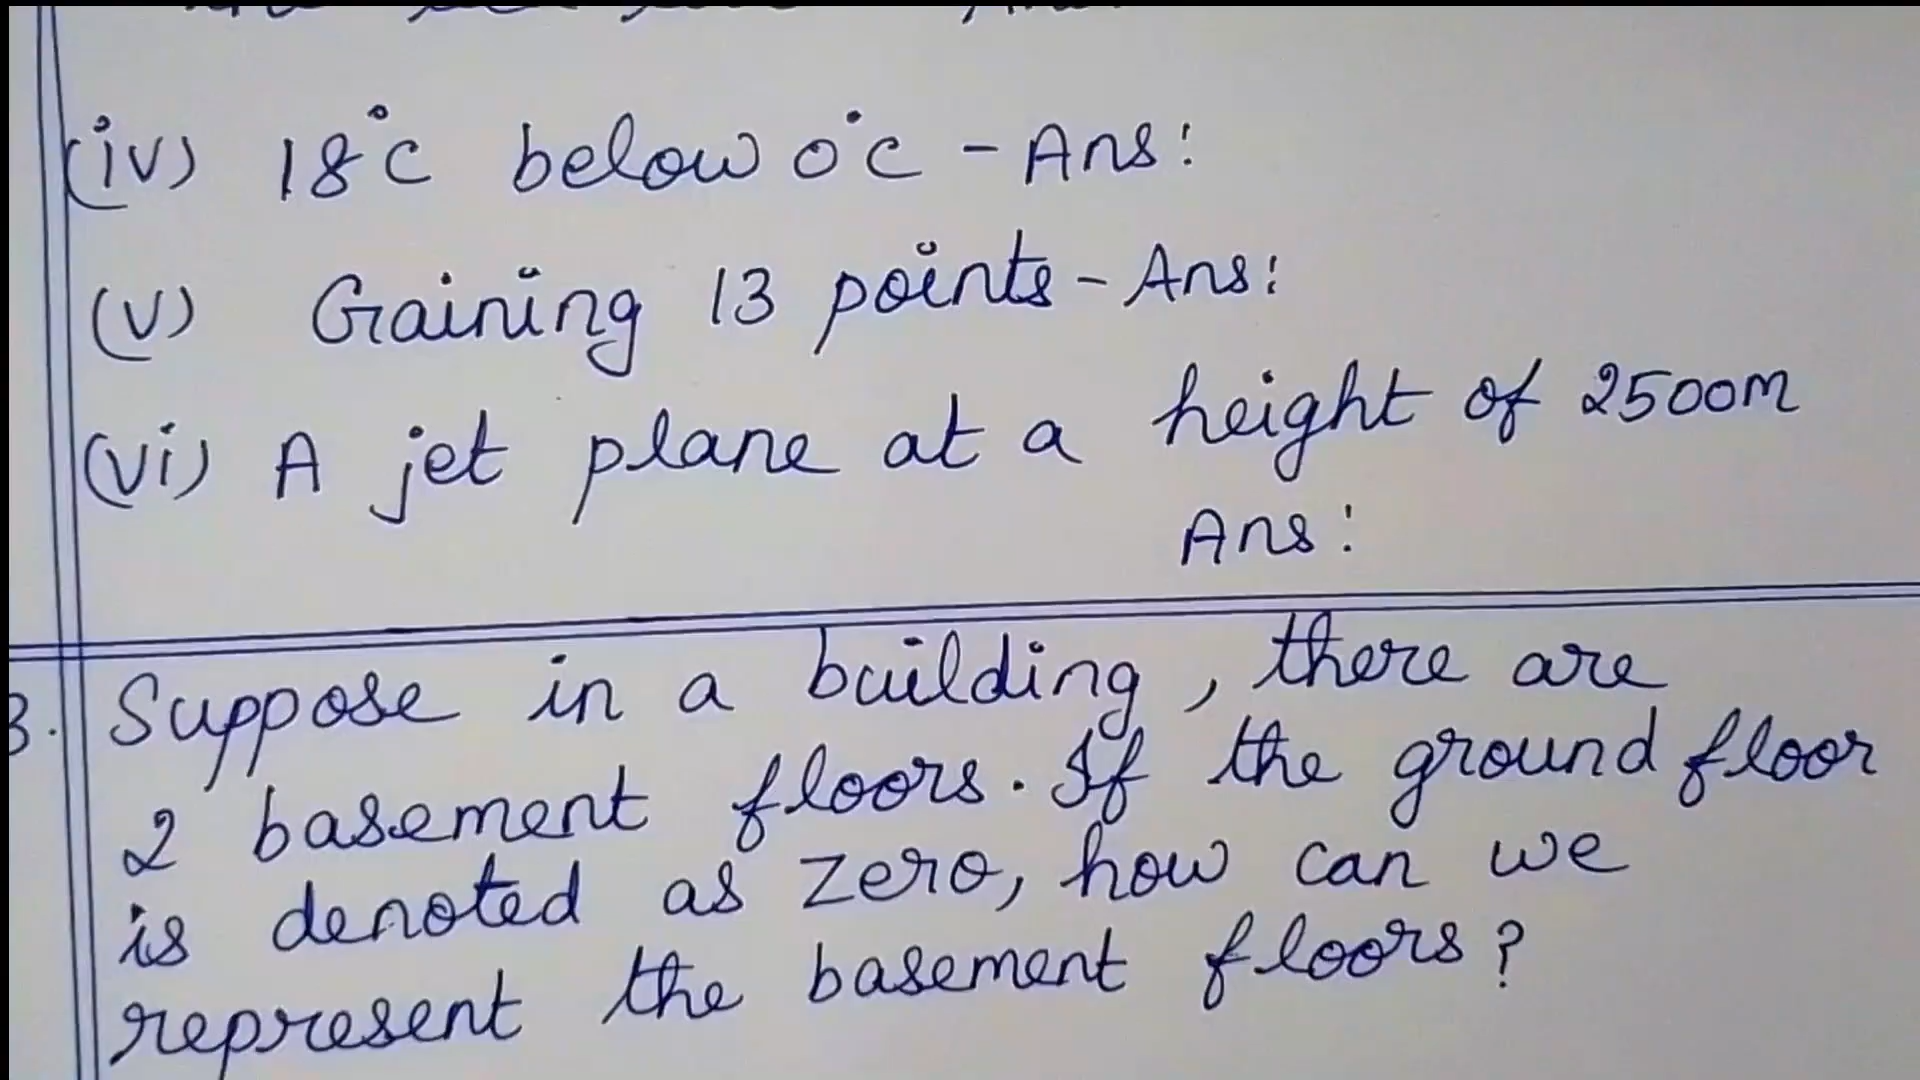 (iv) 18°C below 0°C - Ans:
(v) Gaining 13 points - Ans:
(vi) A jet plane at a height of 2500m
Ans:
3. Suppose in a building, there are
2 basement floors. If the ground floor
is denoted as zero, how can we
represent the basement floors?